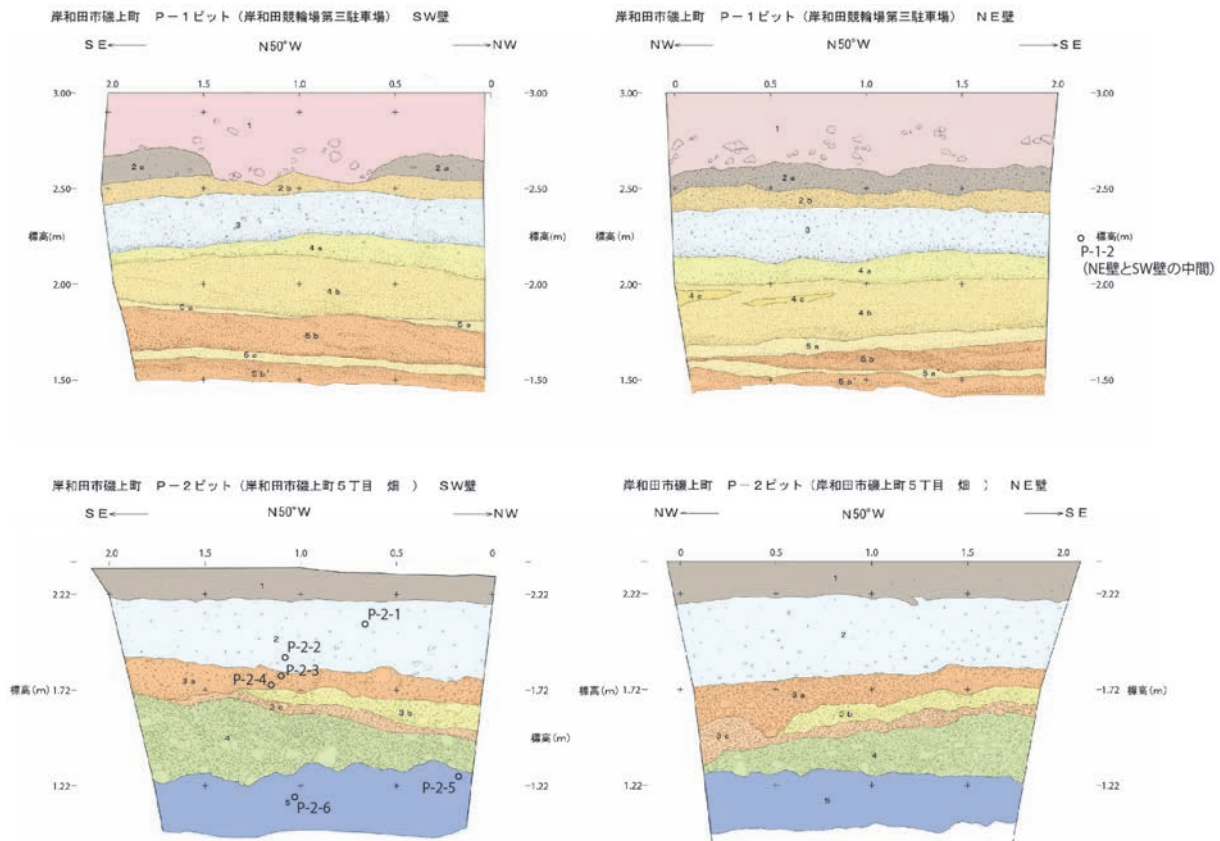 岸和田市磯上町　P－1ピット（岸和田競輪場第三駐車場）　SW壁
SE　N50°W　NW
2.0　1.5　1.0　0.5　0
3.00　-3.00
1
2a　2a
2.50　-2.50
2b
3
標高(m)　標高(m)
4a
2.00　-2.00
4b
5a
5a
5b
5b'
1.50　-1.50
岸和田市磯上町　P－1ピット（岸和田競輪場第三駐車場）　NE壁
NW　N50°W　SE
0　0.5　1.0　1.5　2.0
3.00　-3.00
1
2a
2.50　-2.50
2b
3
標高(m)　標高(m)
P-1-2
（NE壁とSW壁の中間）
4a
2.00　-2.00
4c　4c
4b
5a
5b
5a'
5b'
1.50　-1.50
岸和田市磯上町　P－2ピット（岸和田市磯上町5丁目　畑　）　SW壁
SE　N50°W　NW
2.0　1.5　1.0　0.5　0
1
2.22　-2.22
P-2-1
2
P-2-2
P-2-3
3a　P-2-4
標高(m)　1.72　-1.72
3c　3b
4　標高(m)
P-2-5
1.22　-1.22
5　P-2-6
岸和田市磯上町　P－2ピット（岸和田市磯上町5丁目　畑　）　NE壁
NW　N50°W　SE
0　0.5　1.0　1.5　2.0
1
2.22　-2.22
2
標高(m)　1.72　-1.72　標高(m)
3a
3b
3c
4
1.22　-1.22
5